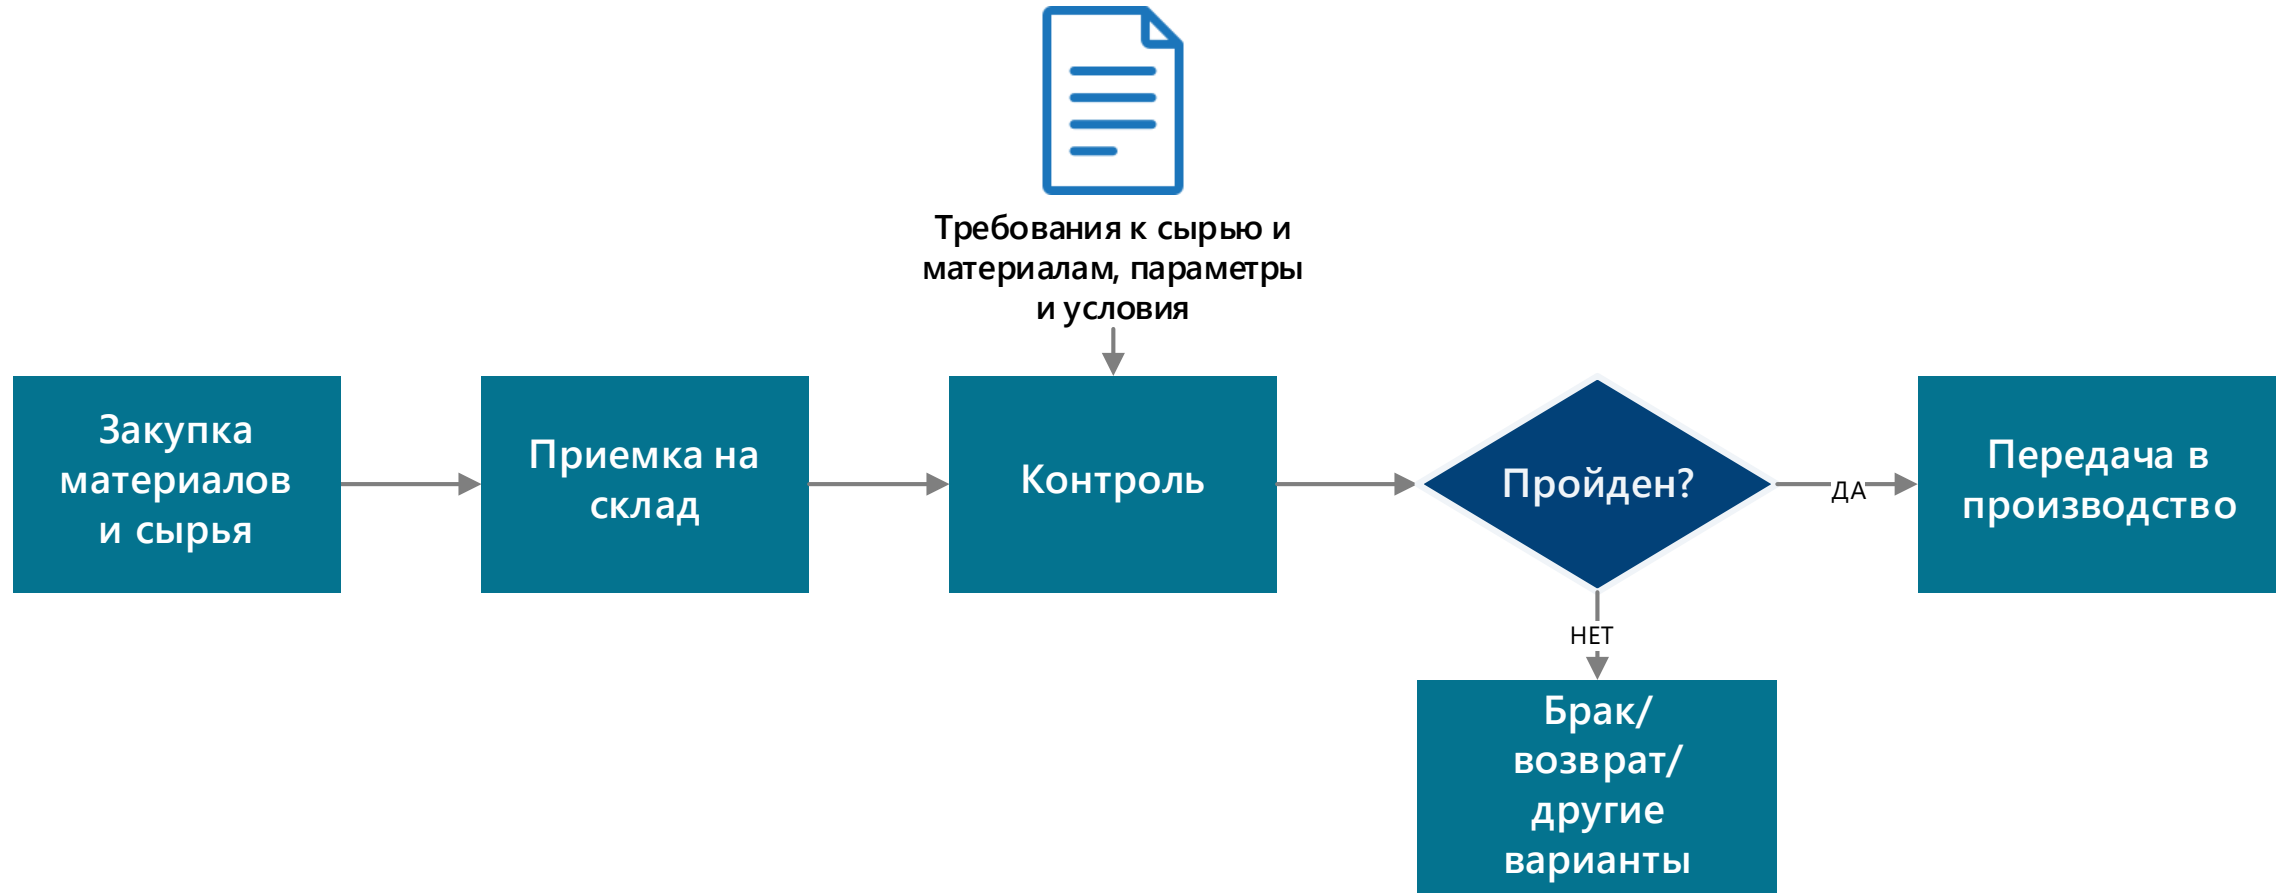 Требования к сырью и
материалам, параметры
и условия
Закупка
материалов
и сырья
Приемка на
склад
Контроль
Пройден?
ДА
Передача в
производство
НЕТ
Брак/
возврат/
другие
варианты